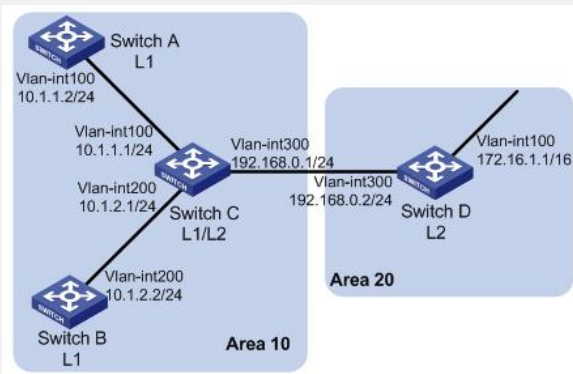 Switch A
L1
SWITCH
Vlan-int100
10.1.1.2/24
Vlan-int100
10.1.1.1/24
Vlan-int300
192.168.0.1/24
Vlan-int200
10.1.2.1/24
SWITCH
Switch C
L1/L2
Vlan-int300
192.168.0.2/24
SWITCH
Vlan-int100
172.16.1.1/16
Switch D
L2
Vlan-int200
10.1.2.2/24
SWITCH
Switch B
L1
Area 10
Area 20